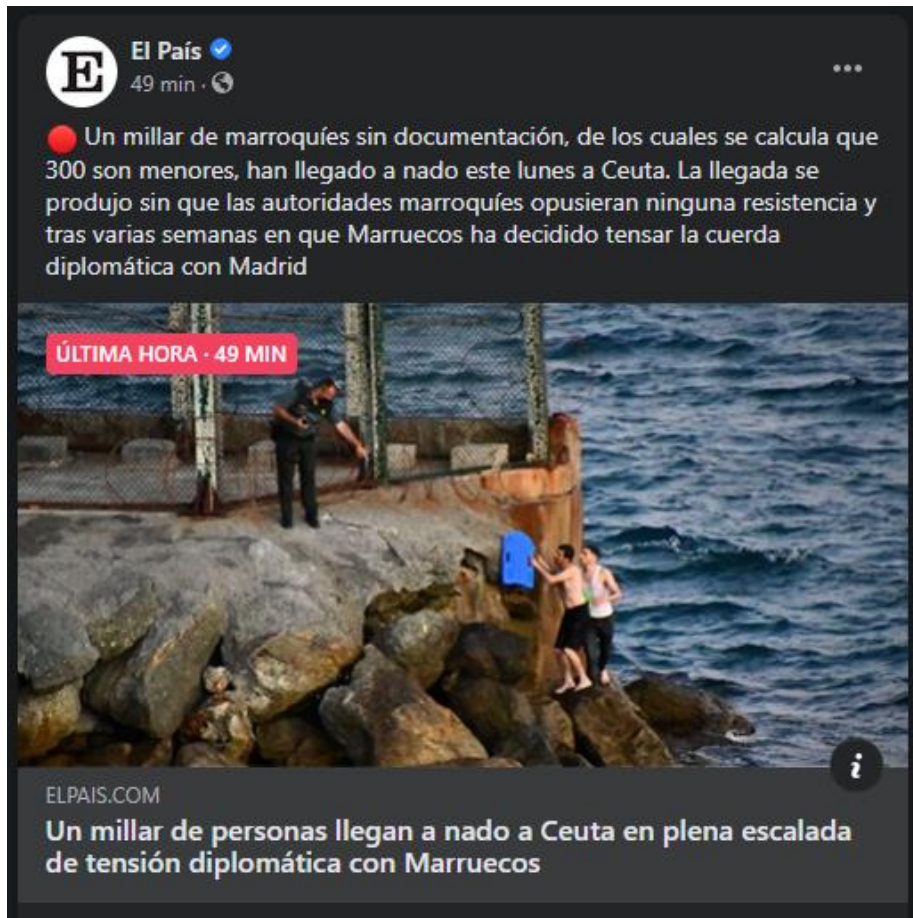 E
El País
49 min ·
Un millar de marroquíes sin documentación, de los cuales se calcula que
300 son menores, han llegado a nado este lunes a Ceuta. La llegada se
produjo sin que las autoridades marroquíes opusieran ninguna resistencia y
tras varias semanas en que Marruecos ha decidido tensar la cuerda
diplomática con Madrid
ÚLTIMA HORA · 49 MIN
i
ELPAIS.COM
Un millar de personas llegan a nado a Ceuta en plena escalada
de tensión diplomática con Marruecos